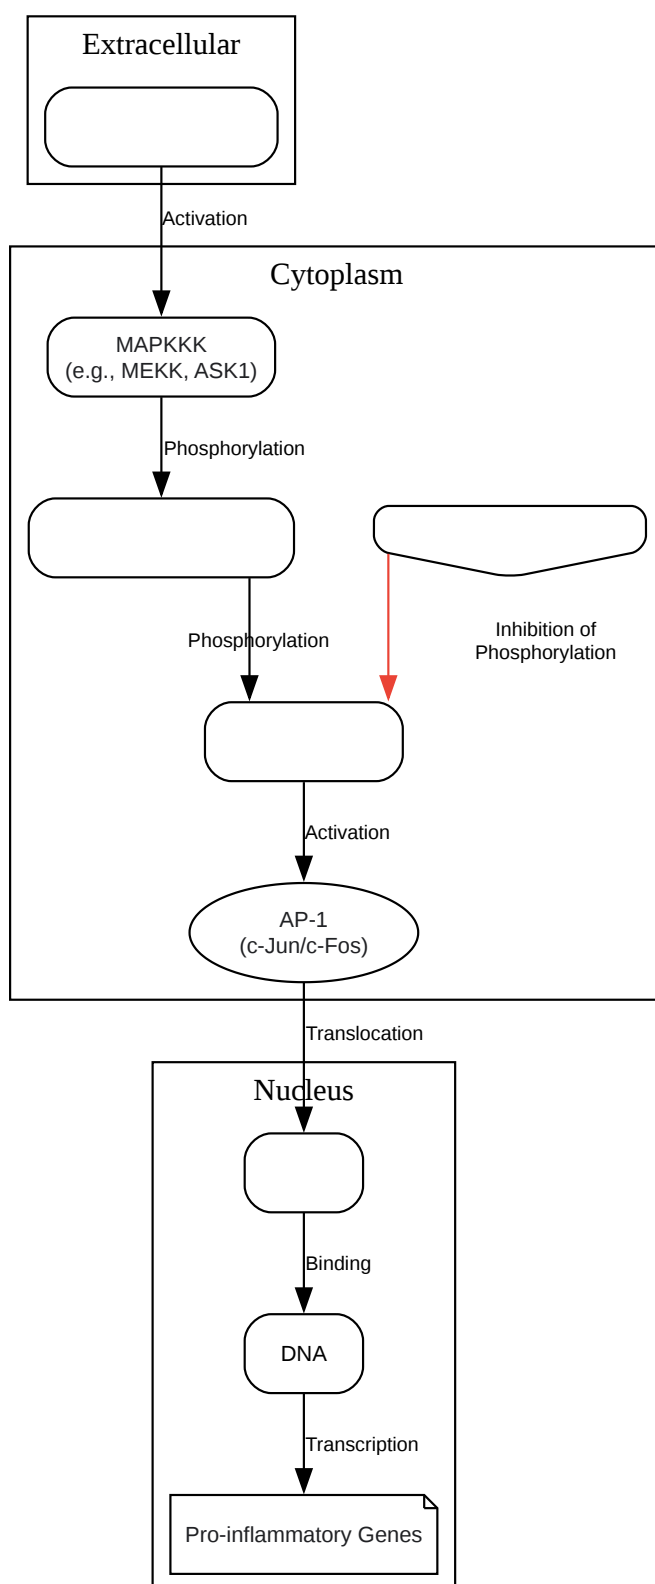 Extracellular
Activation
Cytoplasm
MAPKKK
(e.g., MEKK, ASK1)
Phosphorylation
Inhibition of
Phosphorylation
Phosphorylation
Activation
AP-1
(c-Jun/c-Fos)
Translocation
Nucleus
Binding
DNA
Transcription
Pro-inflammatory Genes